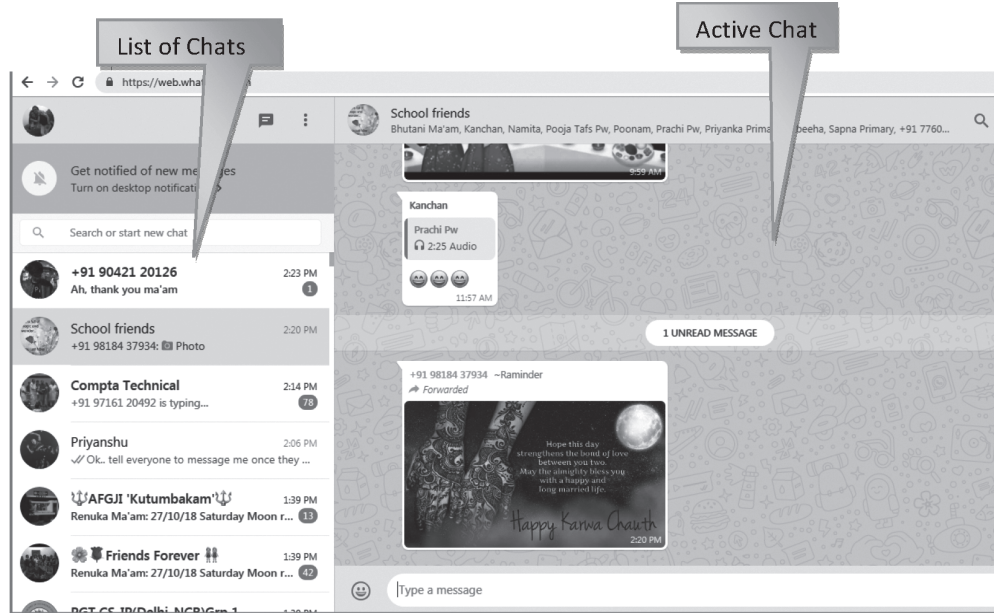 List of Chats
Active Chat
https://web.what
School friends
Bhutani Ma'am, Kanchan, Namita, Pooja Tafs Pw, Poonam, Prachi Pw, Priyanka Prima beeha, Sapna Primary, +91 7760...
Get notified of new me ges
Turn on desktop notificati
Search or start new chat
+91 90421 20126 2:23 PM
Ah, thank you ma'am 1
School friends 2:20 PM
+91 98184 37934: Photo
Compta Technical 2:14 PM
+91 97161 20492 is typing... 78
Priyanshu 2:06 PM
Ok.. tell everyone to message me once they ...
AFGJI 'Kutumbakam' 1:39 PM
Renuka Ma'am: 27/10/18 Saturday Moon r... 13
Friends Forever 1:39 PM
Renuka Ma'am: 27/10/18 Saturday Moon r... 42
9:59 AM
Kanchan
Prachi Pw
2:25 Audio
11:57 AM
1 UNREAD MESSAGE
+91 98184 37934 ~Raminder
Forwarded
Hope this day
strengthens the bond of love
between you two.
May the almighty bless you
with a happy and
long married life.
Happy Karwa Chauth
2:20 PM
Type a message